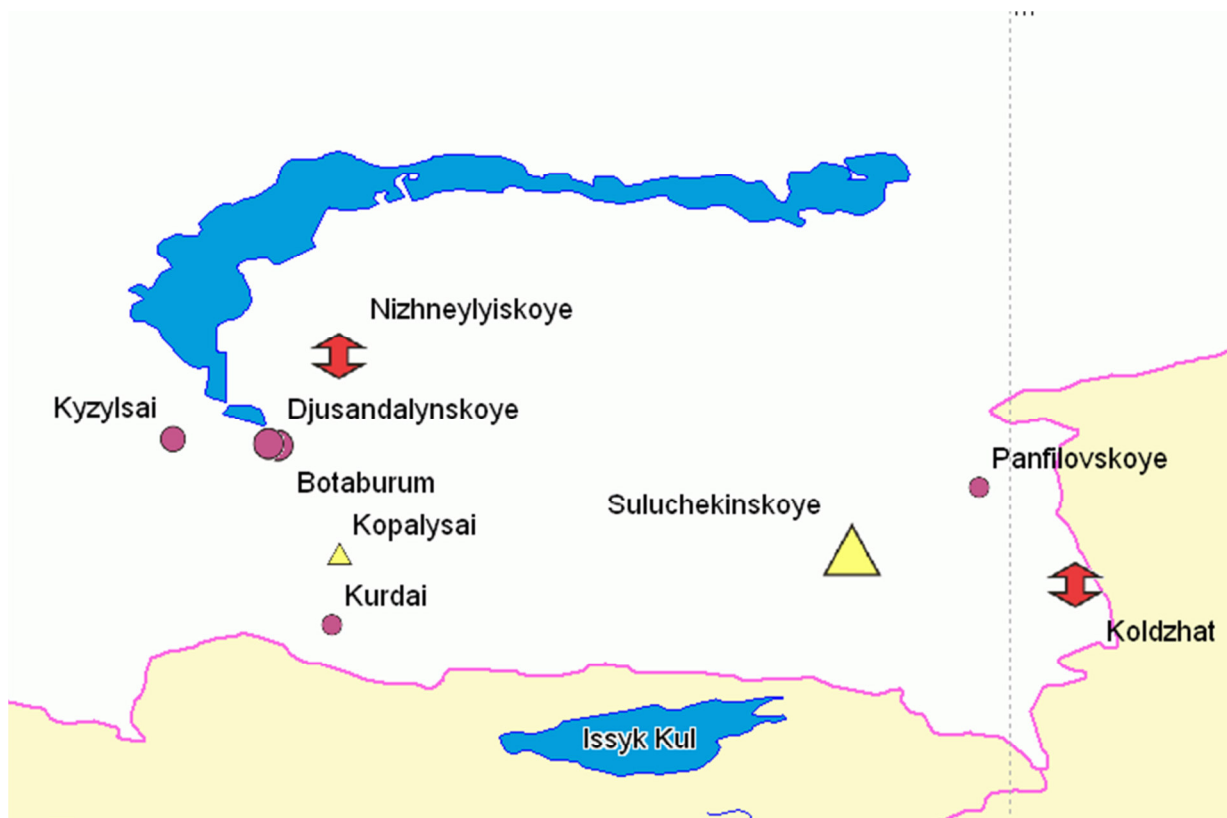 Nizhneylyiskoye
Kyzylsai
Djusandalynskoye
Panfilovskoye
Botaburum
Suluchekinskoye
Kopalysai
Kurdai
Koldzhat
Issyk Kul